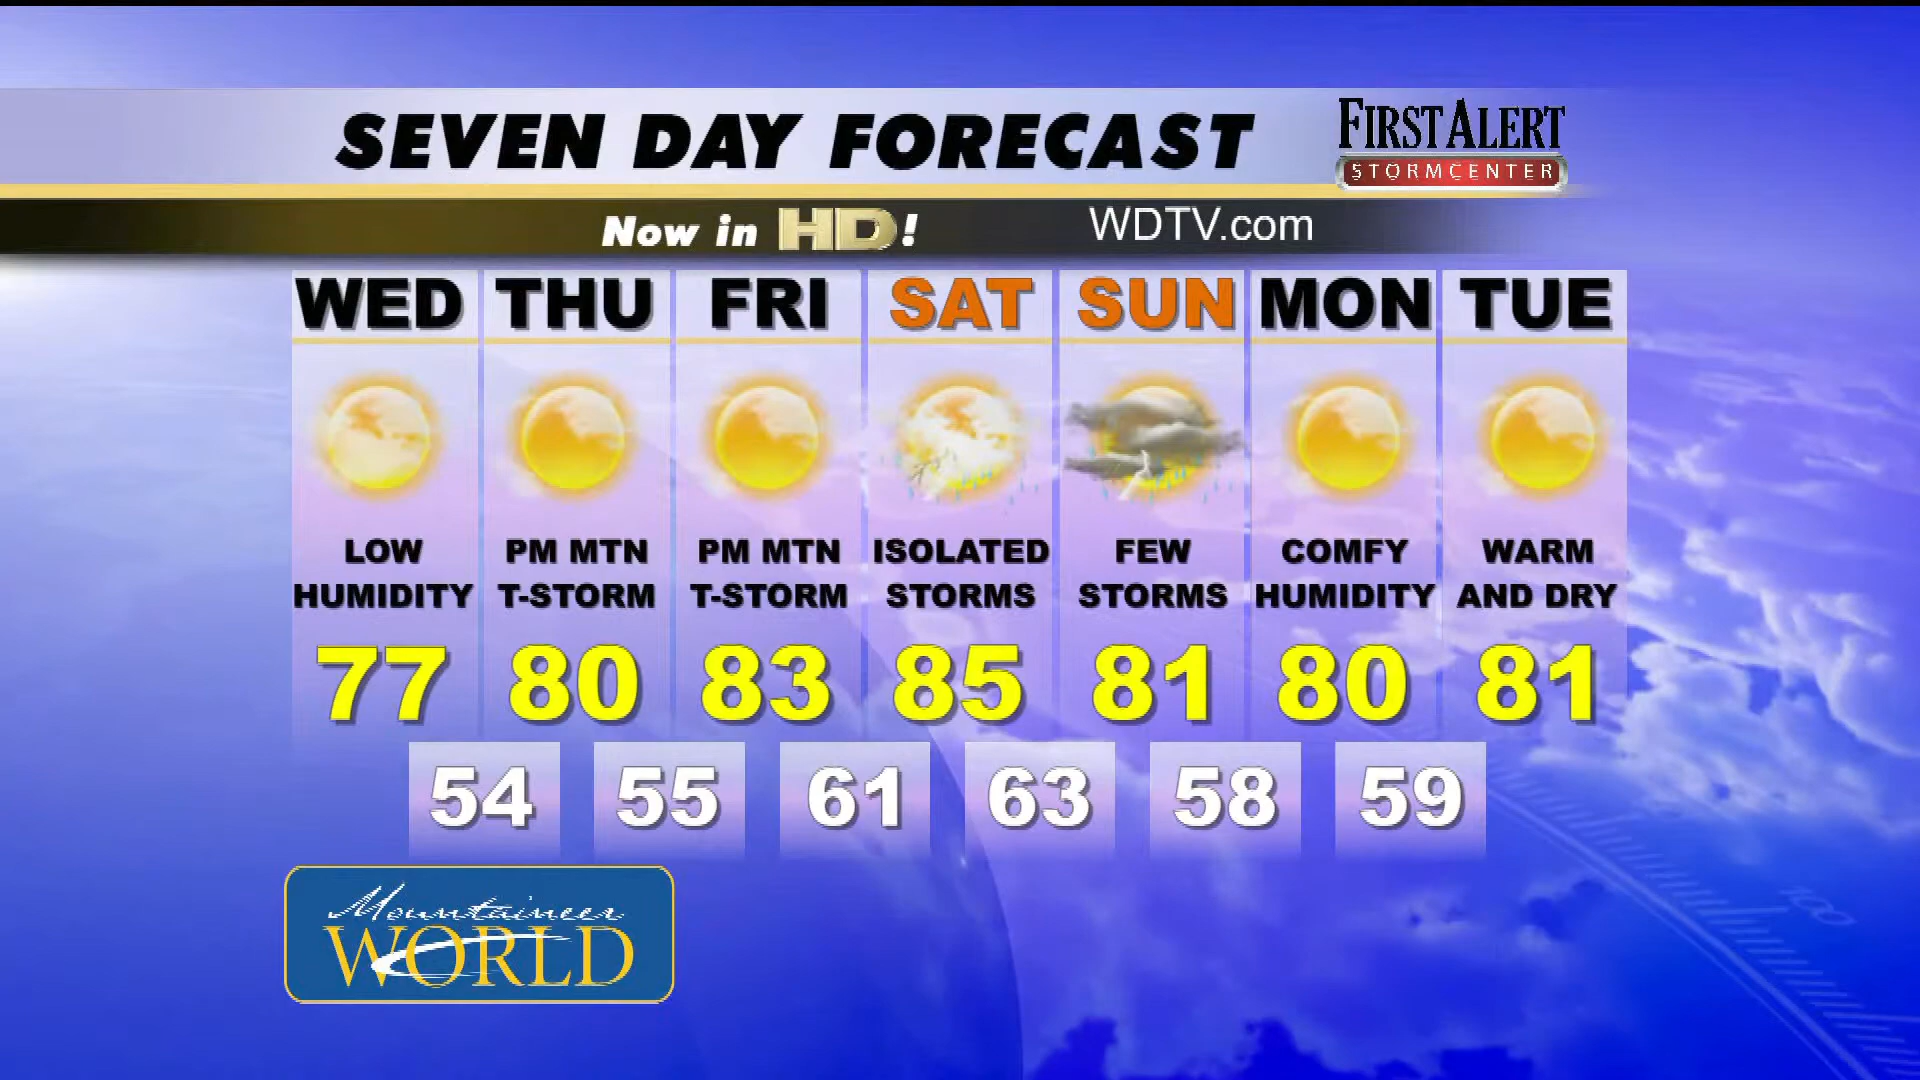 SEVEN DAY FORECAST
FIRST ALERT
STORMCENTER
Now in HD!
WDTV.com
WED THU FRI SAT SUN MON TUE
LOW PM MTN PM MTN ISOLATED FEW COMFY WARM
HUMIDITY T-STORM T-STORM STORMS STORMS HUMIDITY AND DRY
77 80 83 85 81 80 81
54 55 61 63 58 59
Mountaineer
WORLD
100